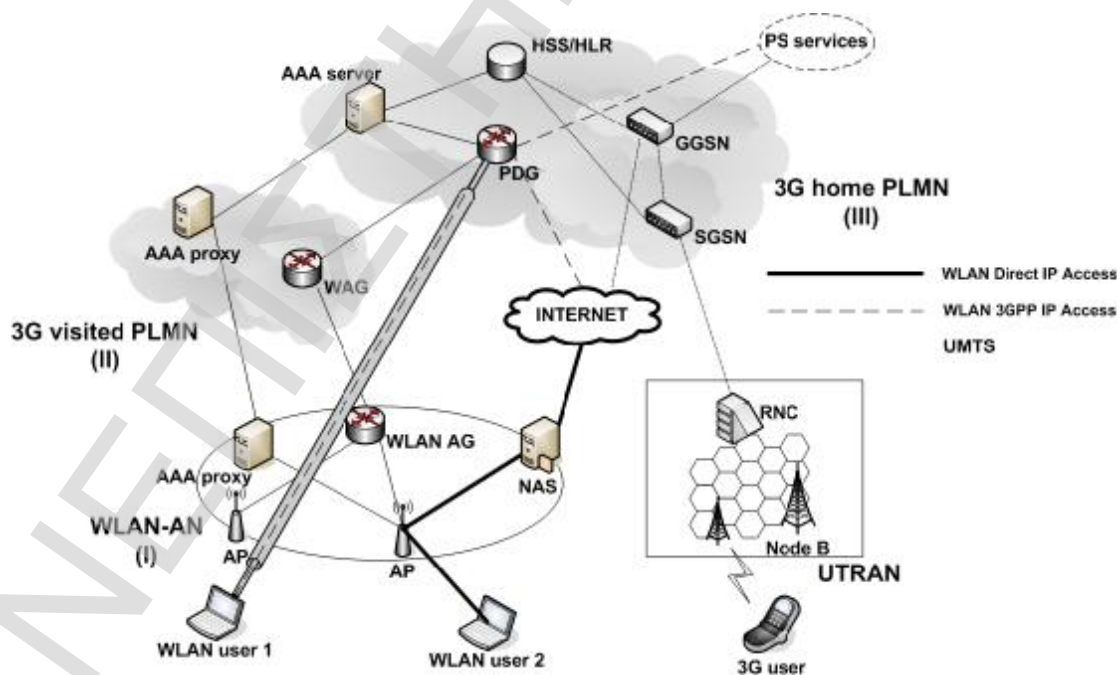 HSS/HLR
PS services
AAA server
GGSN
PDG
3G home PLMN
(III)
SGSN
AAA proxy
WAG
WLAN Direct IP Access
INTERNET
WLAN 3GPP IP Access
3G visited PLMN
(II)
UMTS
RNC
WLAN AG
AAA proxy
NAS
WLAN-AN
(I)
AP
AP
Node B
UTRAN
WLAN user 1
WLAN user 2
3G user